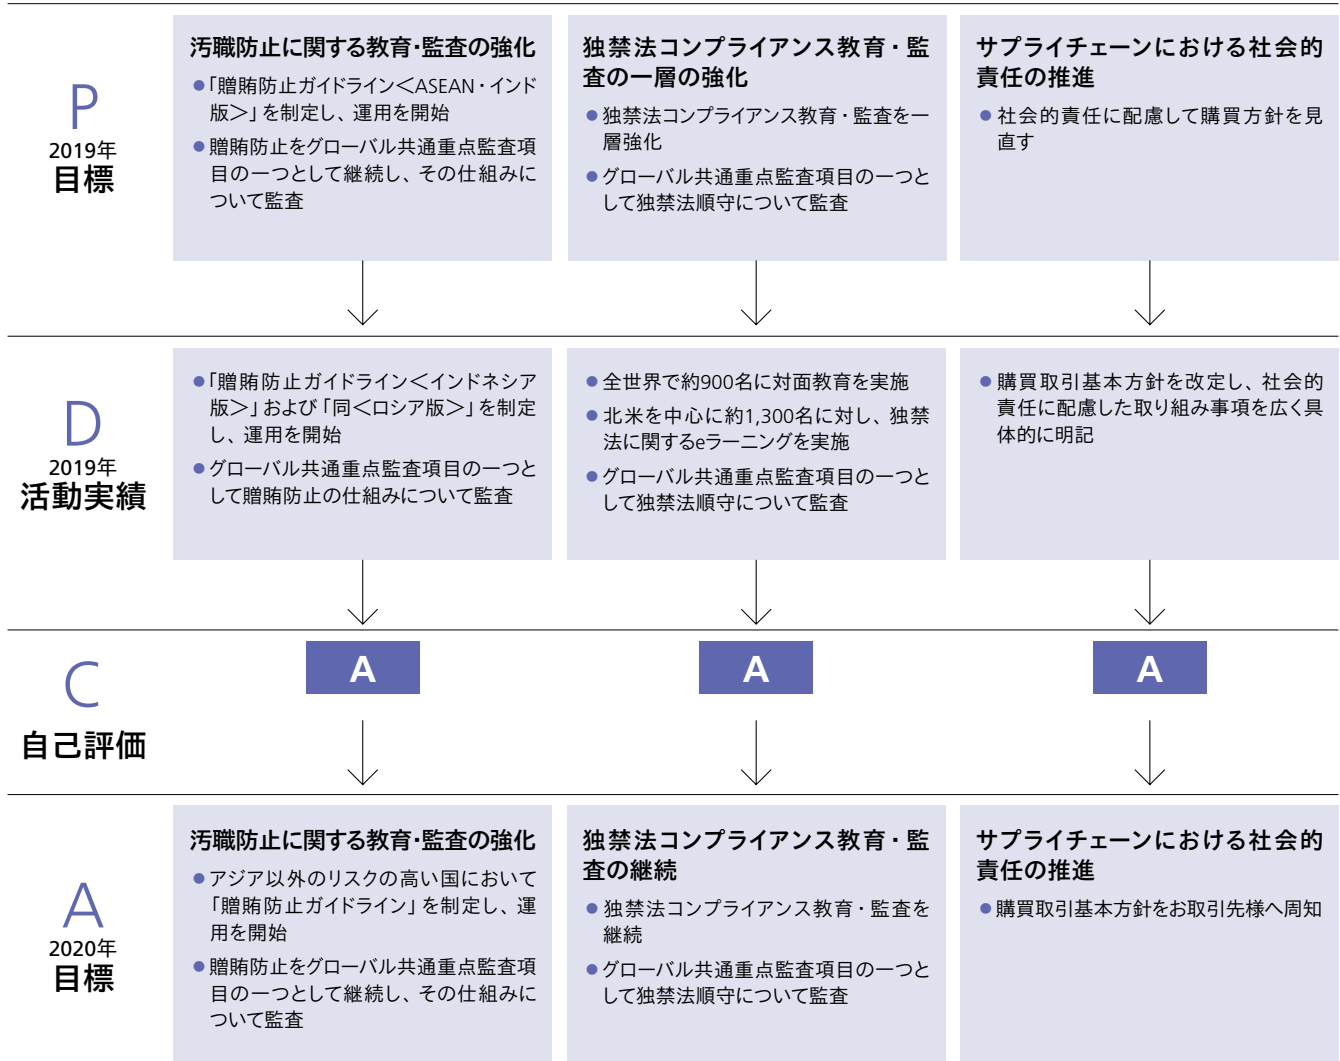 P
2019年
目標
汚職防止に関する教育・監査の強化
●「贈賄防止ガイドライン＜ASEAN・インド
版＞」を制定し、運用を開始
●贈賄防止をグローバル共通重点監査項
目の一つとして継続し、その仕組みに
ついて監査
独禁法コンプライアンス教育・監
査の一層の強化
●独禁法コンプライアンス教育・監査を一
層強化
●グローバル共通重点監査項目の一つと
して独禁法順守について監査
サプライチェーンにおける社会的
責任の推進
●社会的責任に配慮して購買方針を見
直す
D
2019年
活動実績
●「贈賄防止ガイドライン＜インドネシア
版＞」および「同＜ロシア版＞」を制定
し、運用を開始
●グローバル共通重点監査項目の一つと
して贈賄防止の仕組みについて監査
●全世界で約900名に対面教育を実施
●北米を中心に約1,300名に対し、独禁
法に関するeラーニングを実施
●グローバル共通重点監査項目の一つと
して独禁法順守について監査
●購買取引基本方針を改定し、社会的
責任に配慮した取り組み事項を広く具
体的に明記
C
自己評価
A
A
A
A
2020年
目標
汚職防止に関する教育・監査の強化
●アジア以外のリスクの高い国において
「贈賄防止ガイドライン」を制定し、運
用を開始
●贈賄防止をグローバル共通重点監査項
目の一つとして継続し、その仕組みに
ついて監査
独禁法コンプライアンス教育・監
査の継続
●独禁法コンプライアンス教育・監査を
継続
●グローバル共通重点監査項目の一つと
して独禁法順守について監査
サプライチェーンにおける社会的
責任の推進
●購買取引基本方針をお取引先様へ周知